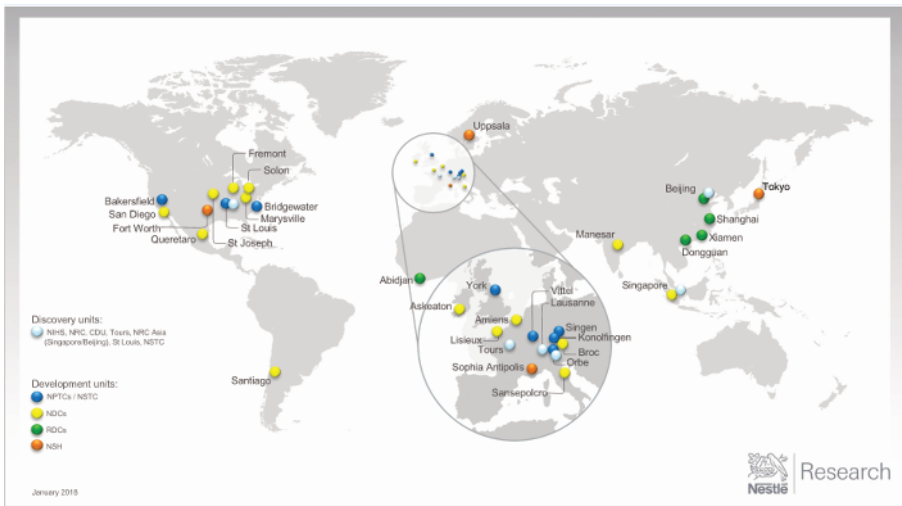 Uppsala
Fremont
Solon
Bakersfield
San Diego
Fort Worth
Queretaro
Bridgewater
Marysville
St Louis
St Joseph
Beijing
Tokyo
Shanghai
Xiamen
Dongguan
Manesar
Singapore
Abidjan
York
Vittel
Lausanne
Askeaton
Amiens
Singen
Konolfingen
Lisieux
Broc
Tours
Orbe
Sophia Antipolis
Sansepolcro
Santiago
Discovery units:
NIHS, NRC, CDU, Tours, NRC Asia
(Singapore/Beijing), St Louis, NSTC
Development units:
NPTCs / NSTC
NDCs
RDCs
NSH
January 2018
Nestlē
Research